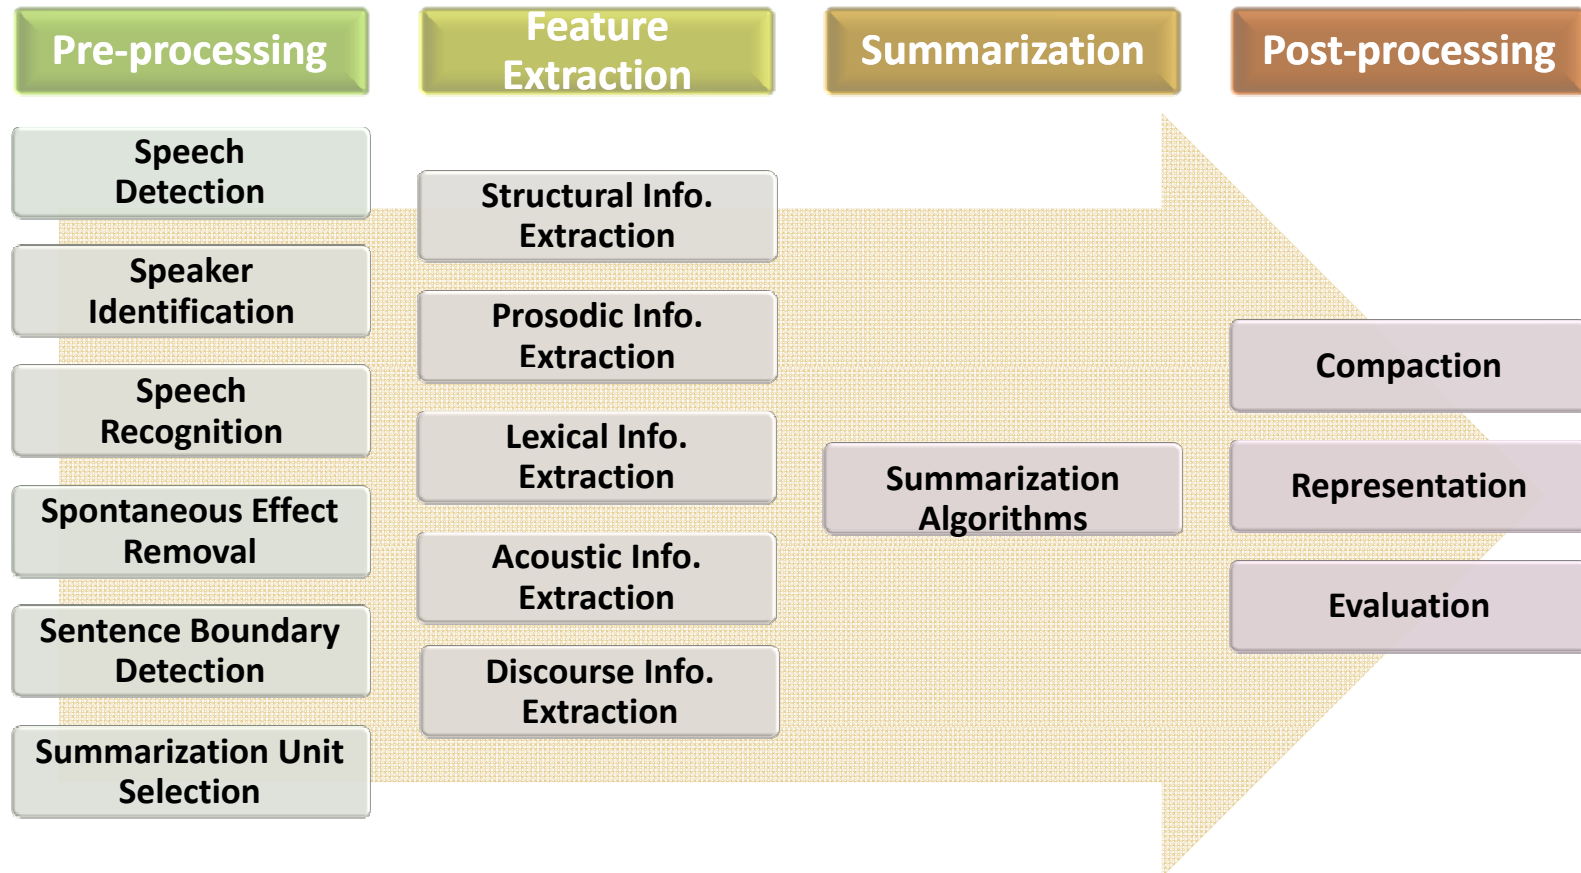 Pre-processing
Feature
Extraction
Summarization
Post-processing
Speech
Detection
Speaker
Identification
Speech
Recognition
Spontaneous Effect
Removal
Sentence Boundary
Detection
Summarization Unit
Selection
Structural Info.
Extraction
Prosodic Info.
Extraction
Lexical Info.
Extraction
Acoustic Info.
Extraction
Discourse Info.
Extraction
Summarization
Algorithms
Compaction
Representation
Evaluation